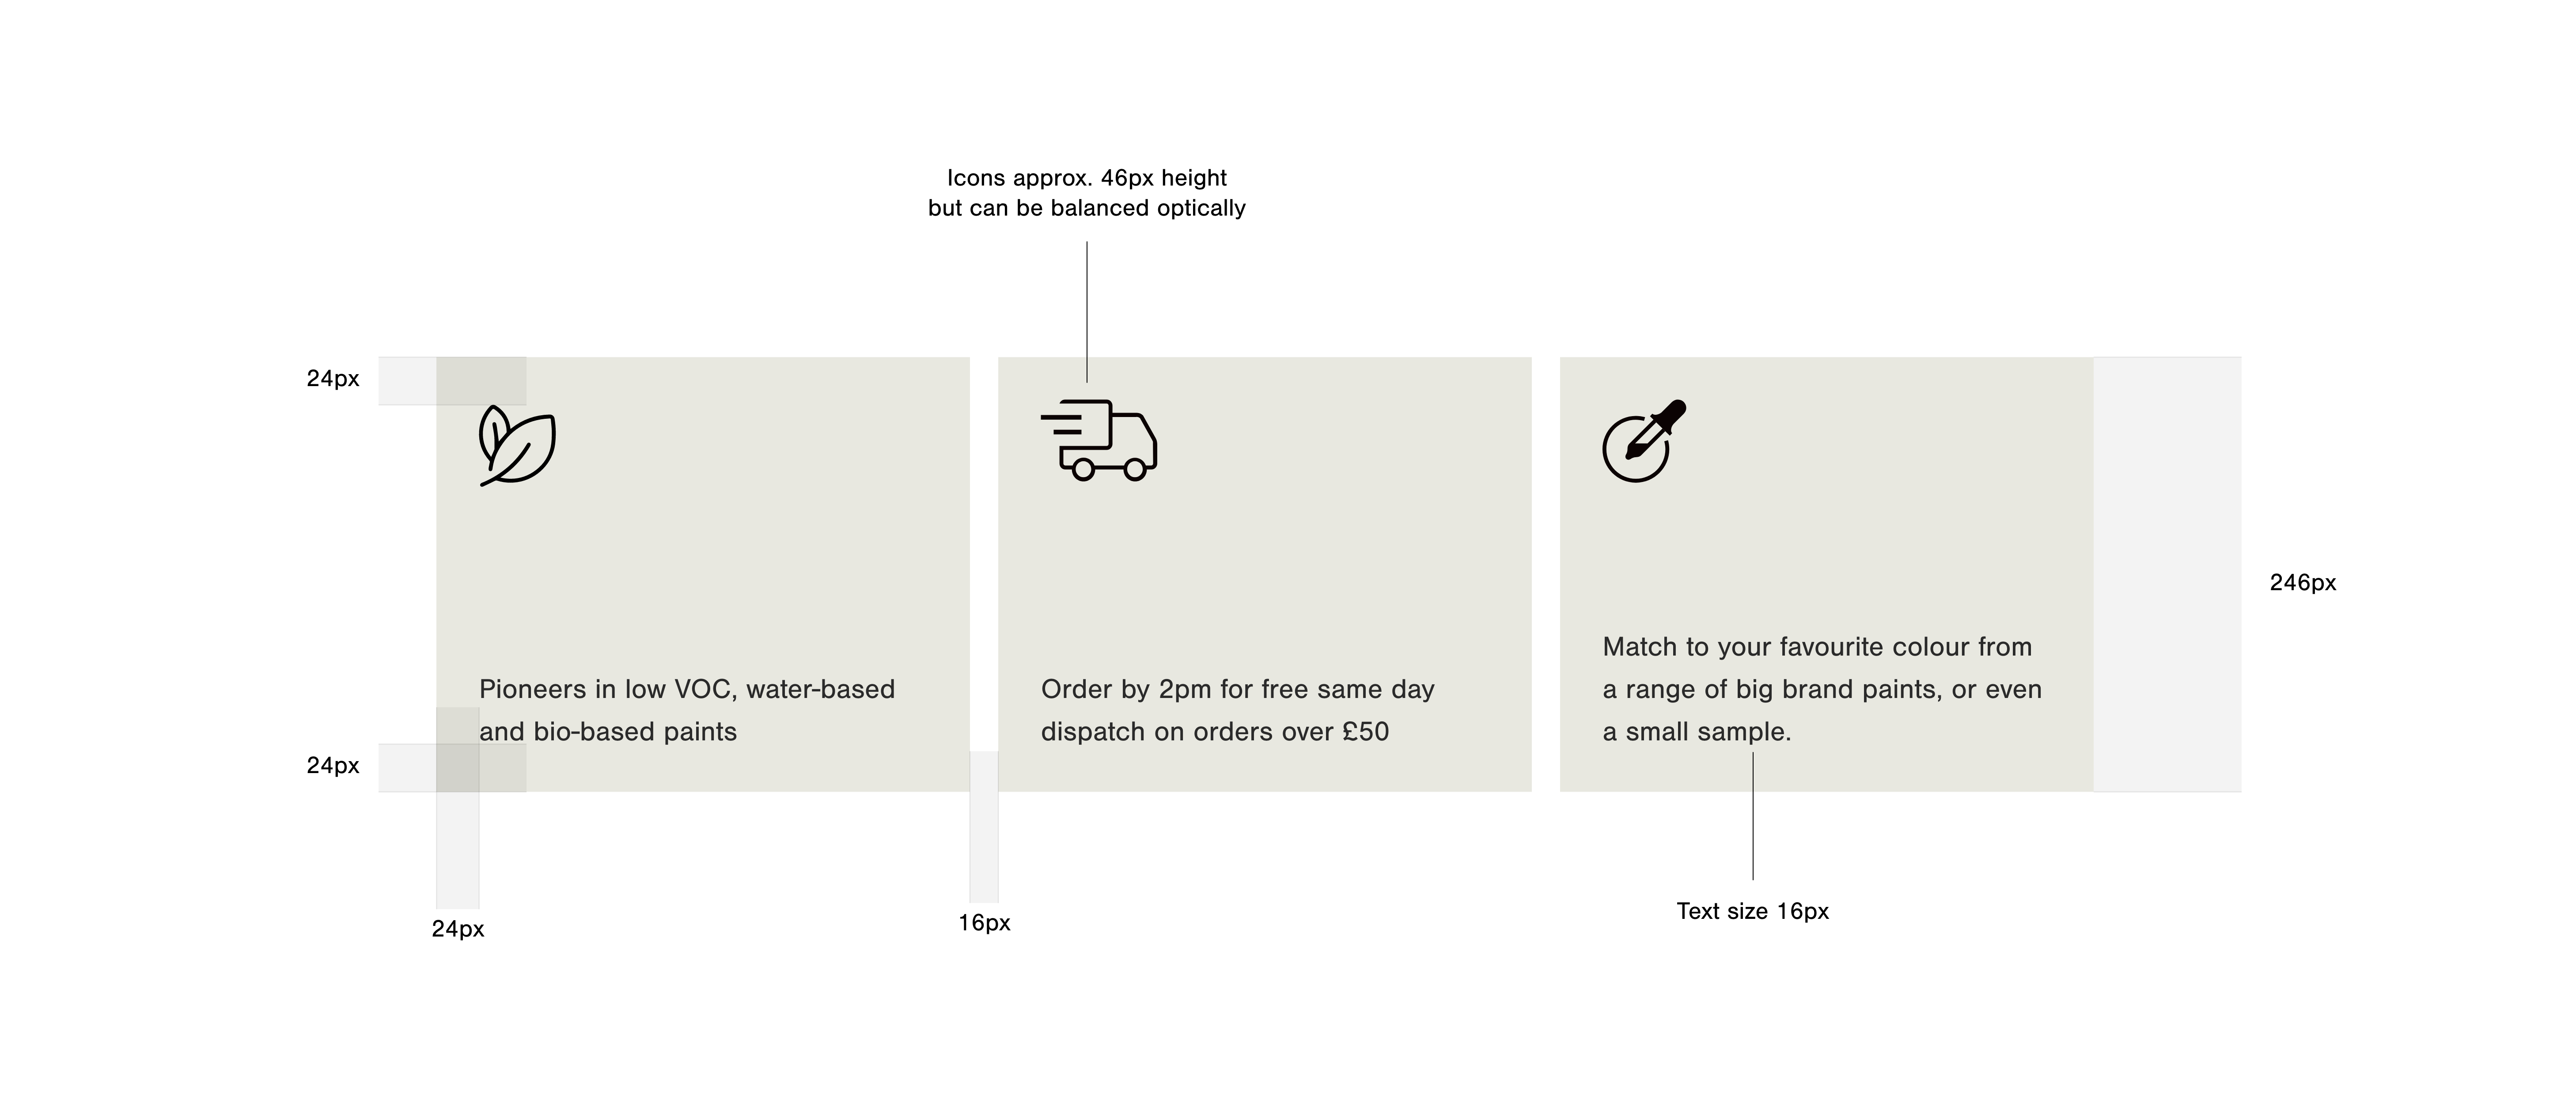 Icons approx. 46px height
but can be balanced optically
24px
246px
Pioneers in low VOC, water-based
and bio-based paints
Order by 2pm for free same day
dispatch on orders over £50
Match to your favourite colour from
a range of big brand paints, or even
a small sample.
24px
24px
16px
Text size 16px